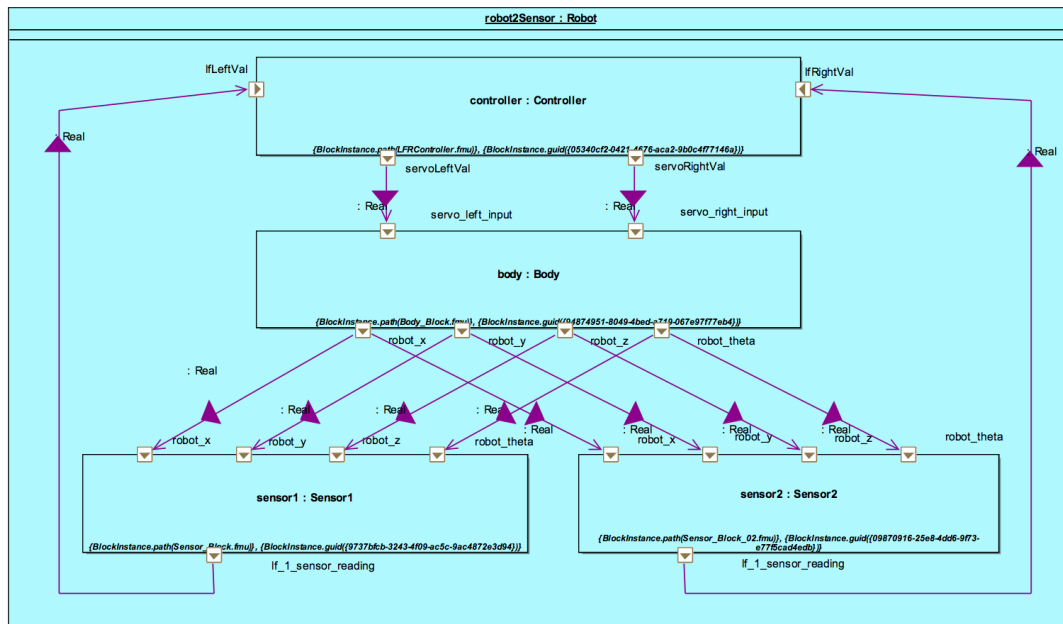 robot2Sensor : Robot
lfLeftVal
lfRightVal
controller : Controller
: Real
: Real
{BlockInstance.path(LFRController.fmu)}, {BlockInstance.guid({05340cf2-0421-4676-aca2-9b0c4f77146a})}
servoLeftVal
servoRightVal
: Real
: Real
servo_left_input
servo_right_input
body : Body
{BlockInstance.path(Body_Block.fmu)}, {BlockInstance.guid({94874951-8049-4bed-a719-067e97f77eb4})}
robot_x
robot_y
robot_z
robot_theta
: Real
: Real
: Real
: Real
: Real
: Real
: Real
: Real
robot_x
robot_y
robot_z
robot_theta
robot_x
robot_y
robot_z
robot_theta
sensor1 : Sensor1
sensor2 : Sensor2
{BlockInstance.path(Sensor_Block.fmu)}, {BlockInstance.guid({9737bfcb-3243-4f09-ac5c-9ac4872e3d94})}
{BlockInstance.path(Sensor_Block_02.fmu)}, {BlockInstance.guid({09870916-25e8-4dd6-9f73-
e77f5cad4edb})}
lf_1_sensor_reading
lf_1_sensor_reading